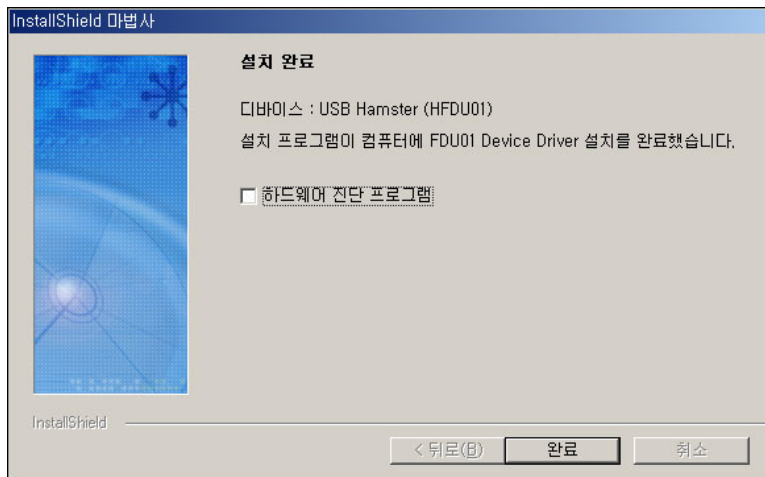 InstallShield 마법사
설치 완료
디바이스 : USB Hamster (HFDU01)
설치 프로그램이 컴퓨터에 FDU01 Device Driver 설치를 완료했습니다.
하드웨어 진단 프로그램
InstallShield
< 뒤로(B) 완료 취소